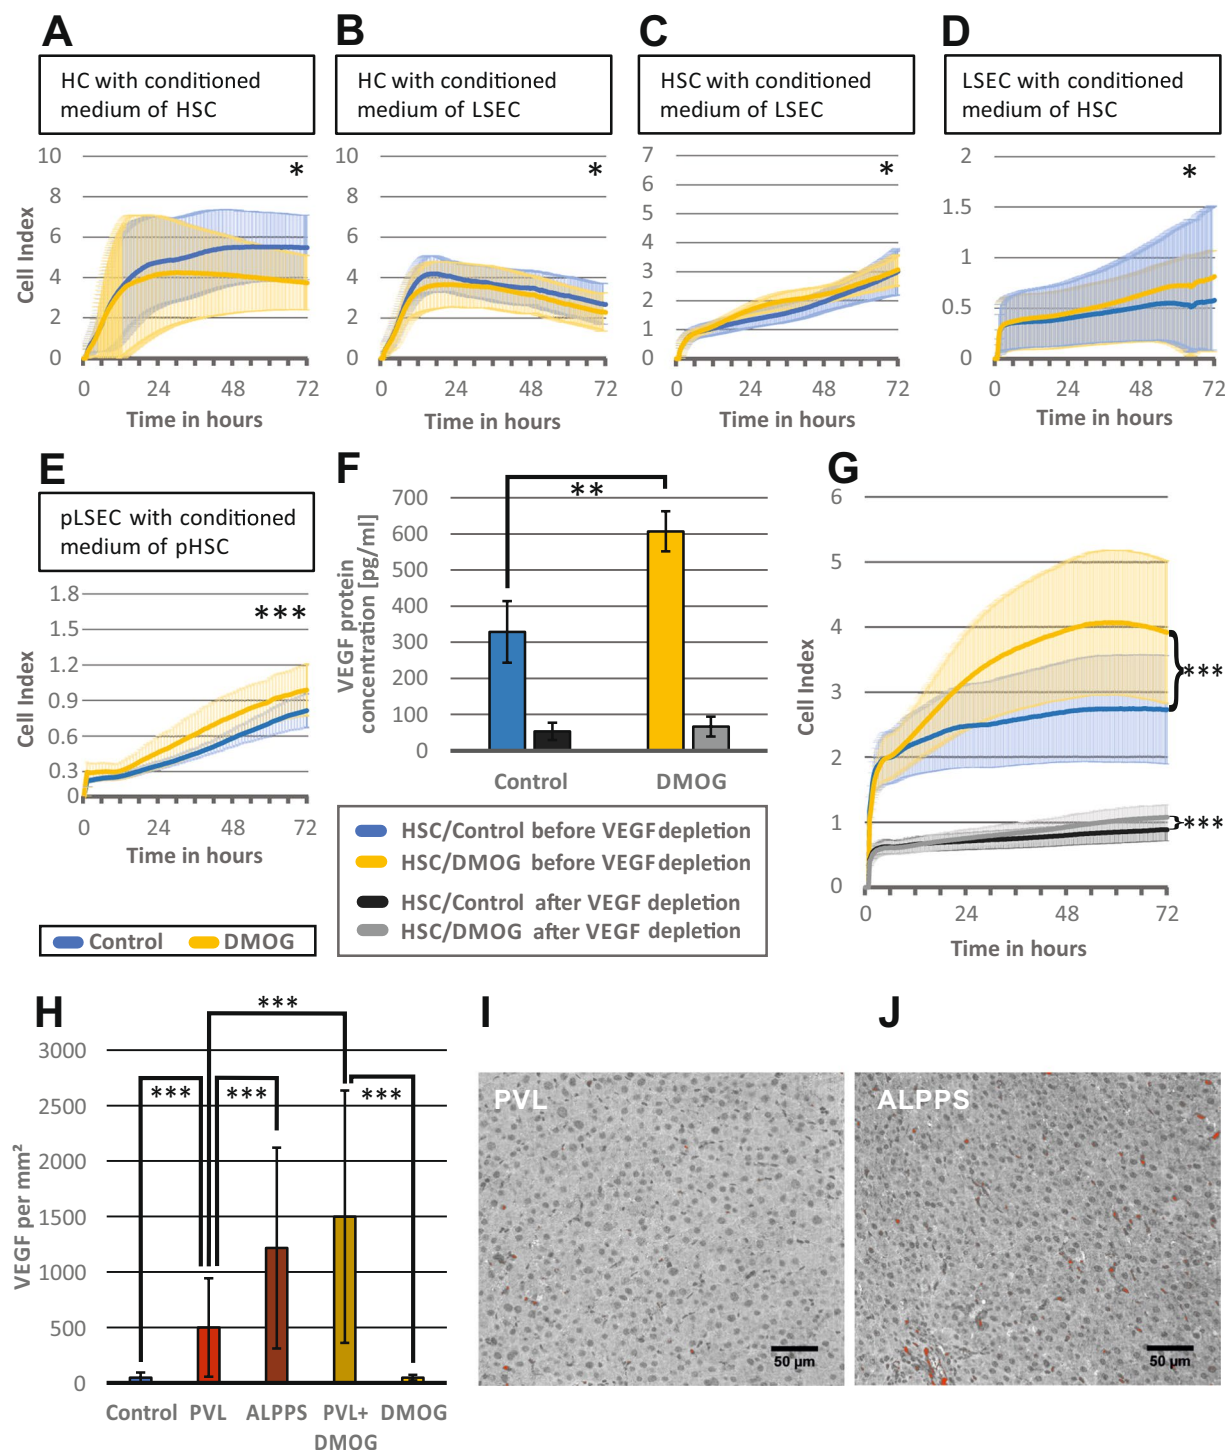 A
B
C
D
HC with conditioned
medium of HSC
HC with conditioned
medium of LSEC
HSC with conditioned
medium of LSEC
LSEC with conditioned
medium of HSC
10
8
6
4
2
0
Cell Index
*
0 24 48 72
Time in hours
10
8
6
4
2
0
*
0 24 48 72
Time in hours
7
6
5
4
3
2
1
0
*
0 24 48 72
Time in hours
2
1.5
1
0.5
0
*
0 24 48 72
Time in hours
E
pLSEC with conditioned
medium of pHSC
1.8
1.5
1.2
0.9
0.6
0.3
0
Cell Index
***
0 24 48 72
Time in hours
Control DMOG
F
**
700
600
500
400
300
200
100
0
VEGF protein
concentration [pg/ml]
Control DMOG
HSC/Control before VEGF depletion
HSC/DMOG before VEGF depletion
HSC/Control after VEGF depletion
HSC/DMOG after VEGF depletion
G
6
5
4
3
2
1
0
Cell Index
***
***
0 24 48 72
Time in hours
H
3000
2500
2000
1500
1000
500
0
VEGF per mm²
***
*** *** ***
Control PVL ALPPS PVL+ DMOG
DMOG
I
PVL
50 µm
J
ALPPS
50 µm